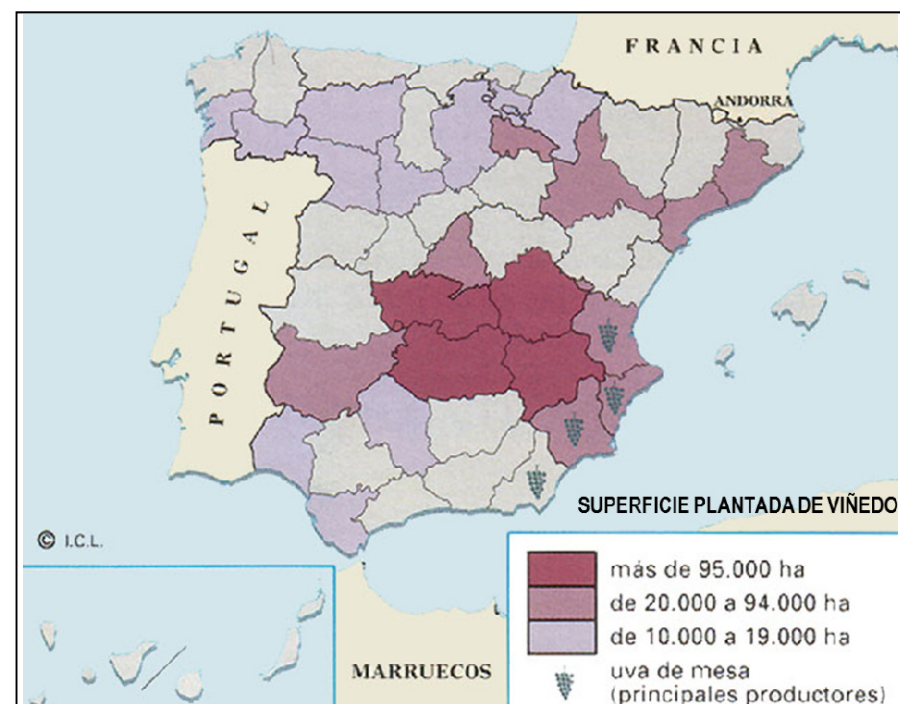 FRANCIA
ANDORRA
PORTUGAL
SUPERFICIE PLANTADA DE VIÑEDO
© I.C.L.
MARRUECOS
más de 95.000 ha
de 20.000 a 94.000 ha
de 10.000 a 19.000 ha
uva de mesa
(principales productores)